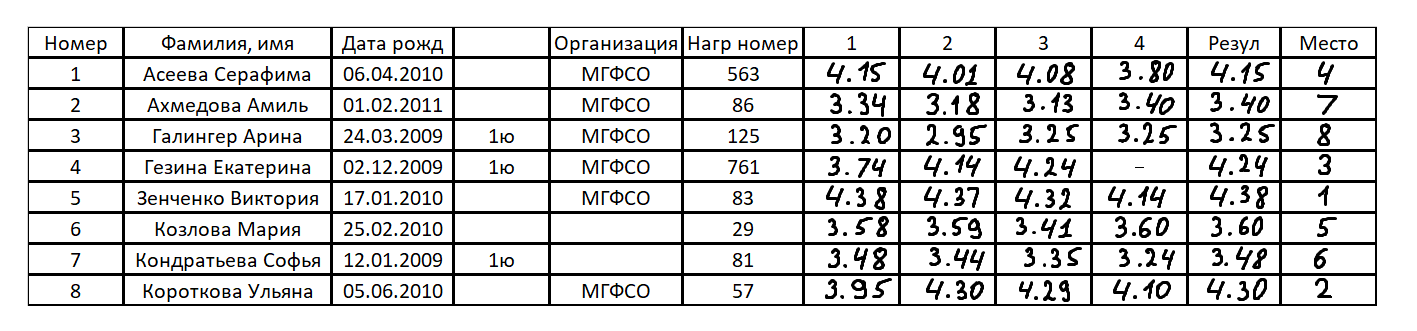 Номер Фамилия, имя Дата рожд Организация Нагр номер 1 2 3 4 Резул Место
1 Асеева Серафима 06.04.2010 МГФСО 563 4.15 4.01 4.08 3.80 4.15 4
2 Ахмедова Амиль 01.02.2011 МГФСО 86 3.34 3.18 3.13 3.40 3.40 7
3 Галингер Арина 24.03.2009 1ю МГФСО 125 3.20 2.95 3.25 3.25 3.25 8
4 Гезина Екатерина 02.12.2009 1ю МГФСО 761 3.74 4.14 4.24 – 4.24 3
5 Зенченко Виктория 17.01.2010 МГФСО 83 4.38 4.37 4.32 4.14 4.38 1
6 Козлова Мария 25.02.2010 29 3.58 3.59 3.41 3.60 3.60 5
7 Кондратьева Софья 12.01.2009 1ю 81 3.48 3.44 3.35 3.24 3.48 6
8 Короткова Ульяна 05.06.2010 МГФСО 57 3.95 4.30 4.29 4.10 4.30 2